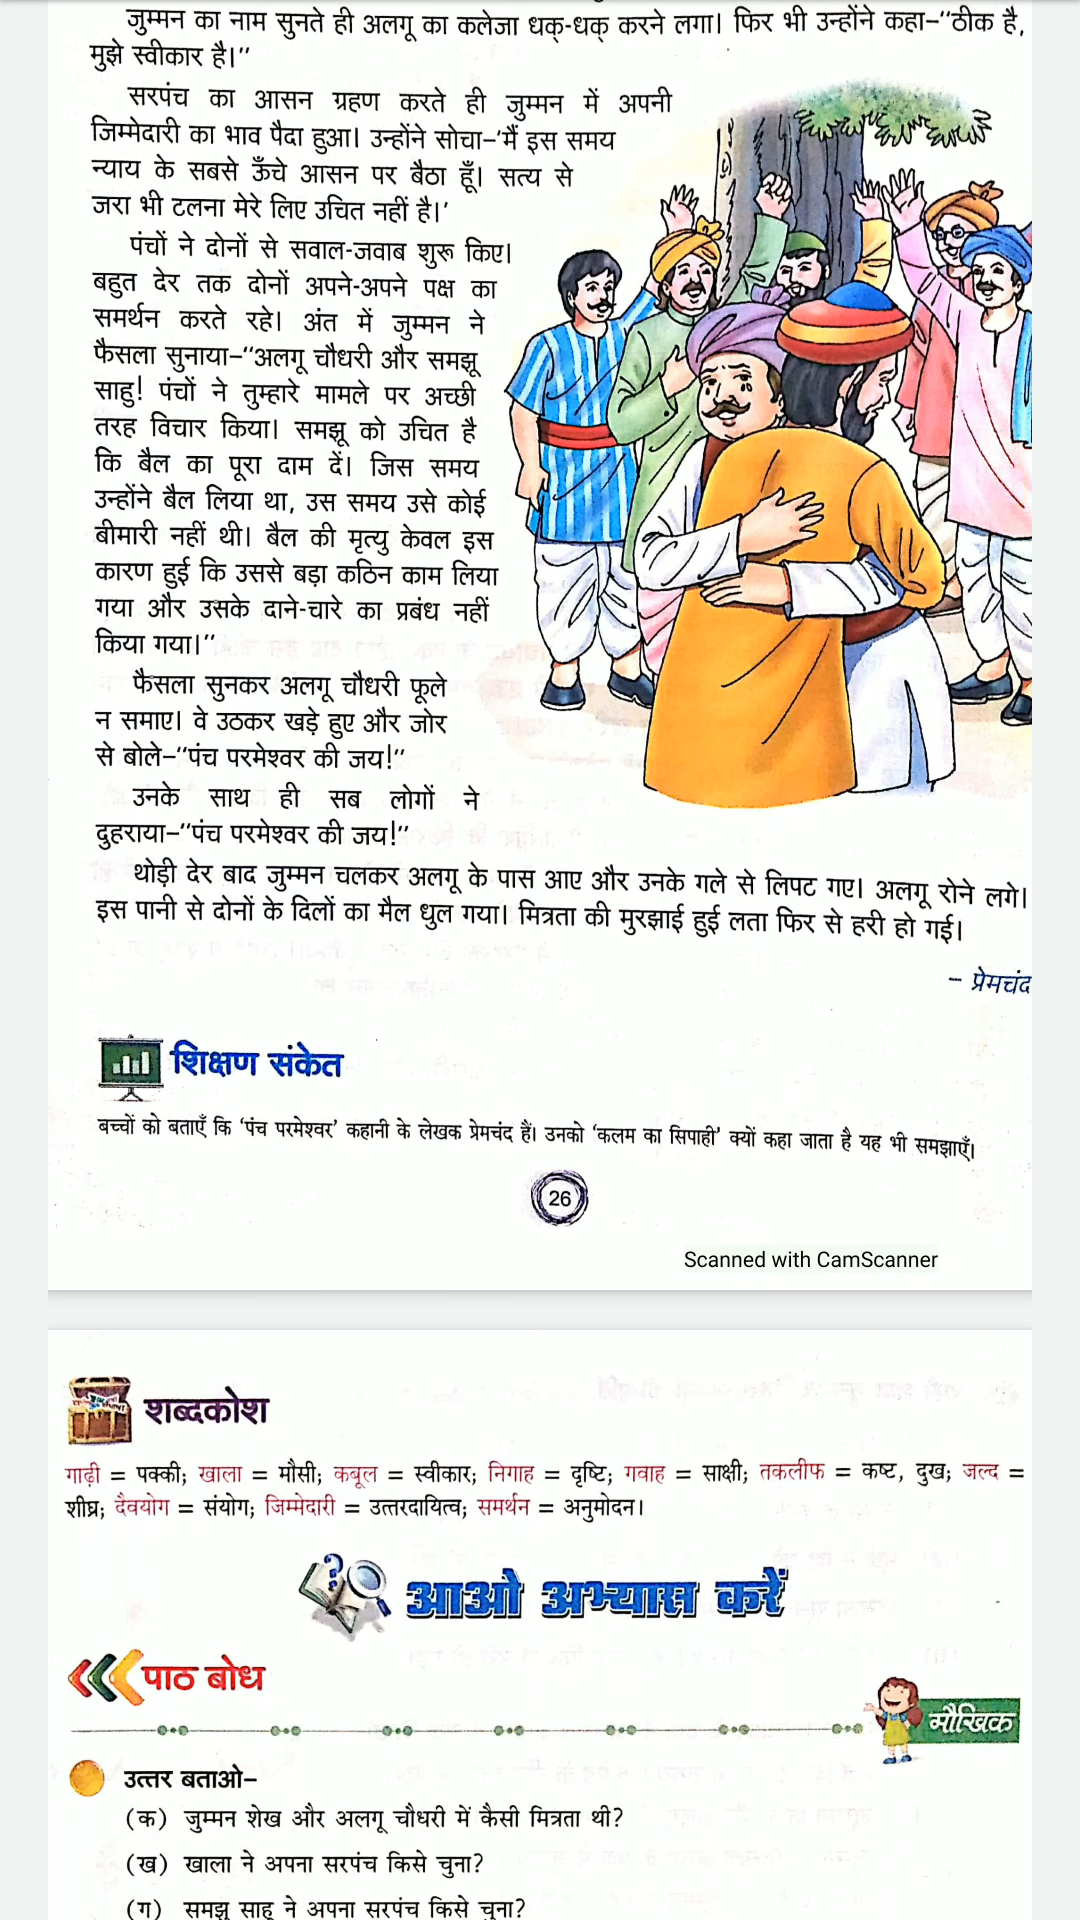 जुम्मन का नाम सुनते ही अलगू का कलेजा धक्-धक् करने लगा। फिर भी उन्होंने कहा–"ठीक है,
मुझे स्वीकार है।"
सरपंच का आसन ग्रहण करते ही जुम्मन में अपनी
जिम्मेदारी का भाव पैदा हुआ। उन्होंने सोचा–'मैं इस समय
न्याय के सबसे ऊँचे आसन पर बैठा हूँ। सत्य से
जरा भी टलना मेरे लिए उचित नहीं है।'
पंचों ने दोनों से सवाल-जवाब शुरू किए।
बहुत देर तक दोनों अपने-अपने पक्ष का
समर्थन करते रहे। अंत में जुम्मन ने
फैसला सुनाया–"अलगू चौधरी और समझू
साहु! पंचों ने तुम्हारे मामले पर अच्छी
तरह विचार किया। समझू को उचित है
कि बैल का पूरा दाम दें। जिस समय
उन्होंने बैल लिया था, उस समय उसे कोई
बीमारी नहीं थी। बैल की मृत्यु केवल इस
कारण हुई कि उससे बड़ा कठिन काम लिया
गया और उसके दाने-चारे का प्रबंध नहीं
किया गया।"
फैसला सुनकर अलगू चौधरी फूले
न समाए। वे उठकर खड़े हुए और जोर
से बोले–"पंच परमेश्वर की जय!"
उनके साथ ही सब लोगों ने
दुहराया–"पंच परमेश्वर की जय!"
थोड़ी देर बाद जुम्मन चलकर अलगू के पास आए और उनके गले से लिपट गए। अलगू रोने लगे।
इस पानी से दोनों के दिलों का मैल धुल गया। मित्रता की मुरझाई हुई लता फिर से हरी हो गई।
– प्रेमचंद
शिक्षण संकेत
बच्चों को बताएँ कि 'पंच परमेश्वर' कहानी के लेखक प्रेमचंद हैं। उनको 'कलम का सिपाही' क्यों कहा जाता है यह भी समझाएँ।
26
Scanned with CamScanner
शब्दकोश
गाढ़ी = पक्की; खाला = मौसी; कबूल = स्वीकार; निगाह = दृष्टि; गवाह = साक्षी; तकलीफ = कष्ट, दुख; जल्द =
शीघ्र; दैवयोग = संयोग; जिम्मेदारी = उत्तरदायित्व; समर्थन = अनुमोदन।
आओ अभ्यास करें
पाठ बोध
मौखिक
उत्तर बताओ–
(क) जुम्मन शेख और अलगू चौधरी में कैसी मित्रता थी?
(ख) खाला ने अपना सरपंच किसे चुना?
(ग) समझू साहू ने अपना सरपंच किसे चुना?